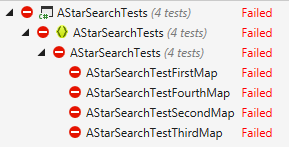 AStarSearchTests (4 tests) Failed
AStarSearchTests (4 tests) Failed
AStarSearchTests (4 tests) Failed
AStarSearchTestFirstMap Failed
AStarSearchTestFourthMap Failed
AStarSearchTestSecondMap Failed
AStarSearchTestThirdMap Failed